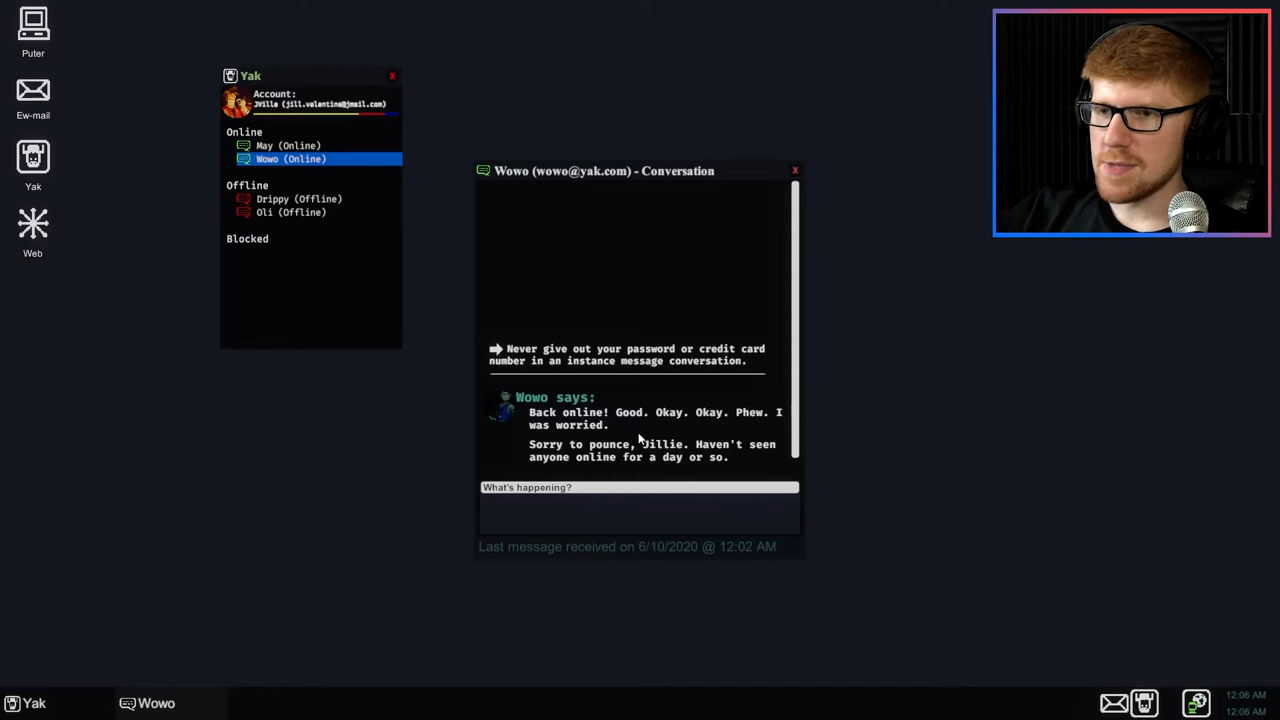 Puter
Ew-mail
Yak
Web
Yak
x
Account:
JVille (jill.valentine@jmail.com)
Online
May (Online)
Wowo (Online)
Offline
Drippy (Offline)
Oli (Offline)
Blocked
Wowo (wowo@yak.com) - Conversation
x
Never give out your password or credit card
number in an instance message conversation.
Wowo says:
Back online! Good. Okay. Okay. Phew. I
was worried.
Sorry to pounce, Jillie. Haven't seen
anyone online for a day or so.
What's happening?
Last message received on 6/10/2020 @ 12:02 AM
Yak
Wowo
12:06 AM
12:06 AM